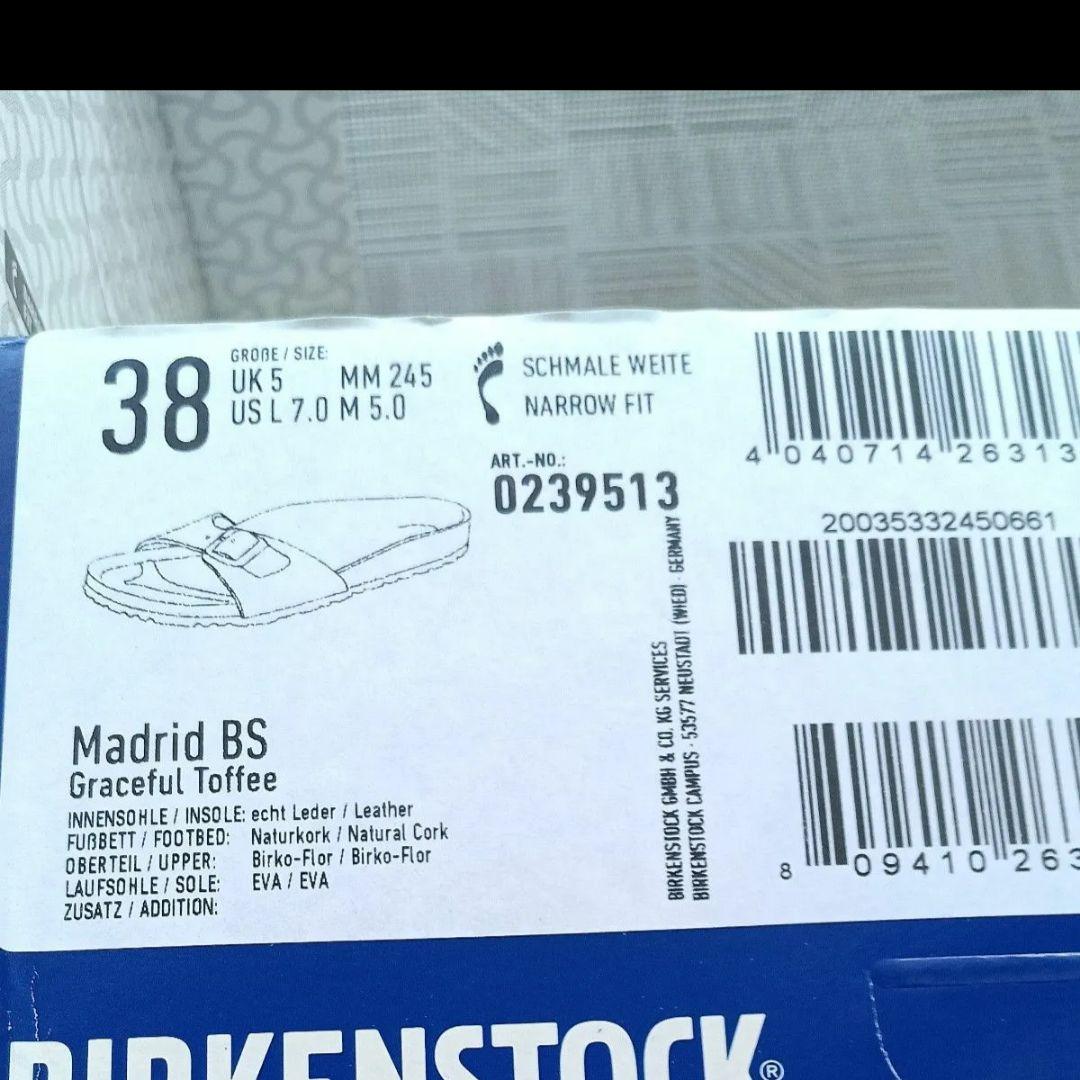 38
GRÖßE / SIZE:
UK 5 MM 245
US L 7.0 M 5.0
SCHMALE WEITE
NARROW FIT
ART.-NO.:
0239513
4 040714 26313
20035332450661
8 09410 263
Madrid BS
Graceful Toffee
INNENSOHLE / INSOLE: echt Leder / Leather
FUßBETT / FOOTBED: Naturkork / Natural Cork
OBERTEIL / UPPER: Birko-Flor / Birko-Flor
LAUFSOHLE / SOLE: EVA / EVA
ZUSATZ / ADDITION:
BIRKENSTOCK GMBH & CO. KG SERVICES
BIRKENSTOCK CAMPUS · 53577 NEUSTADT (WIED) · GERMANY
BIRKENSTOCK®